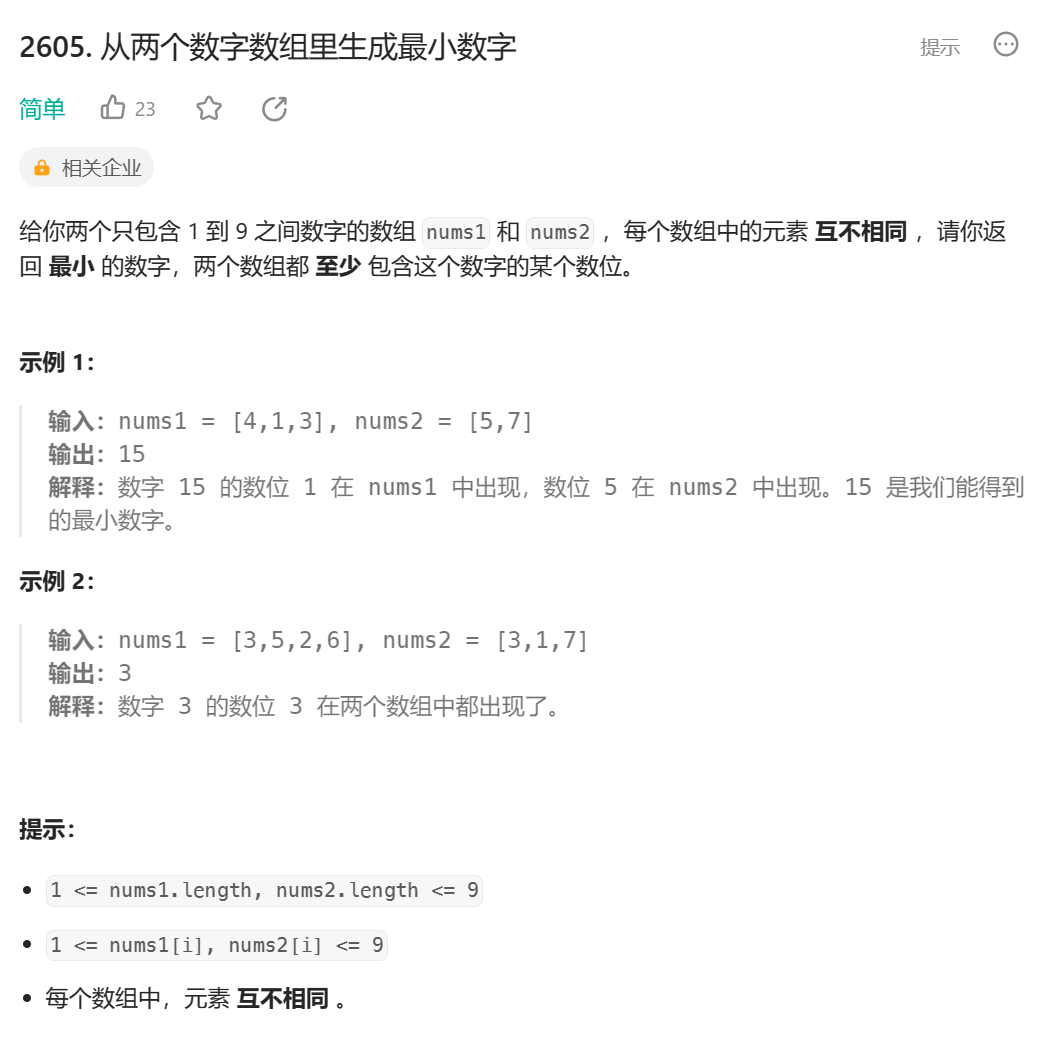 2605. 从两个数字数组里生成最小数字
提示
简单
23
相关企业
给你两个只包含 1 到 9 之间数字的数组 nums1 和 nums2 ，每个数组中的元素 互不相同 ，请你返
回 最小 的数字，两个数组都 至少 包含这个数字的某个数位。
示例 1：
输入：nums1 = [4,1,3], nums2 = [5,7]
输出：15
解释：数字 15 的数位 1 在 nums1 中出现，数位 5 在 nums2 中出现。15 是我们能得到
的最小数字。
示例 2：
输入：nums1 = [3,5,2,6], nums2 = [3,1,7]
输出：3
解释：数字 3 的数位 3 在两个数组中都出现了。
提示：
• 1 <= nums1.length, nums2.length <= 9
• 1 <= nums1[i], nums2[i] <= 9
• 每个数组中，元素 互不相同 。